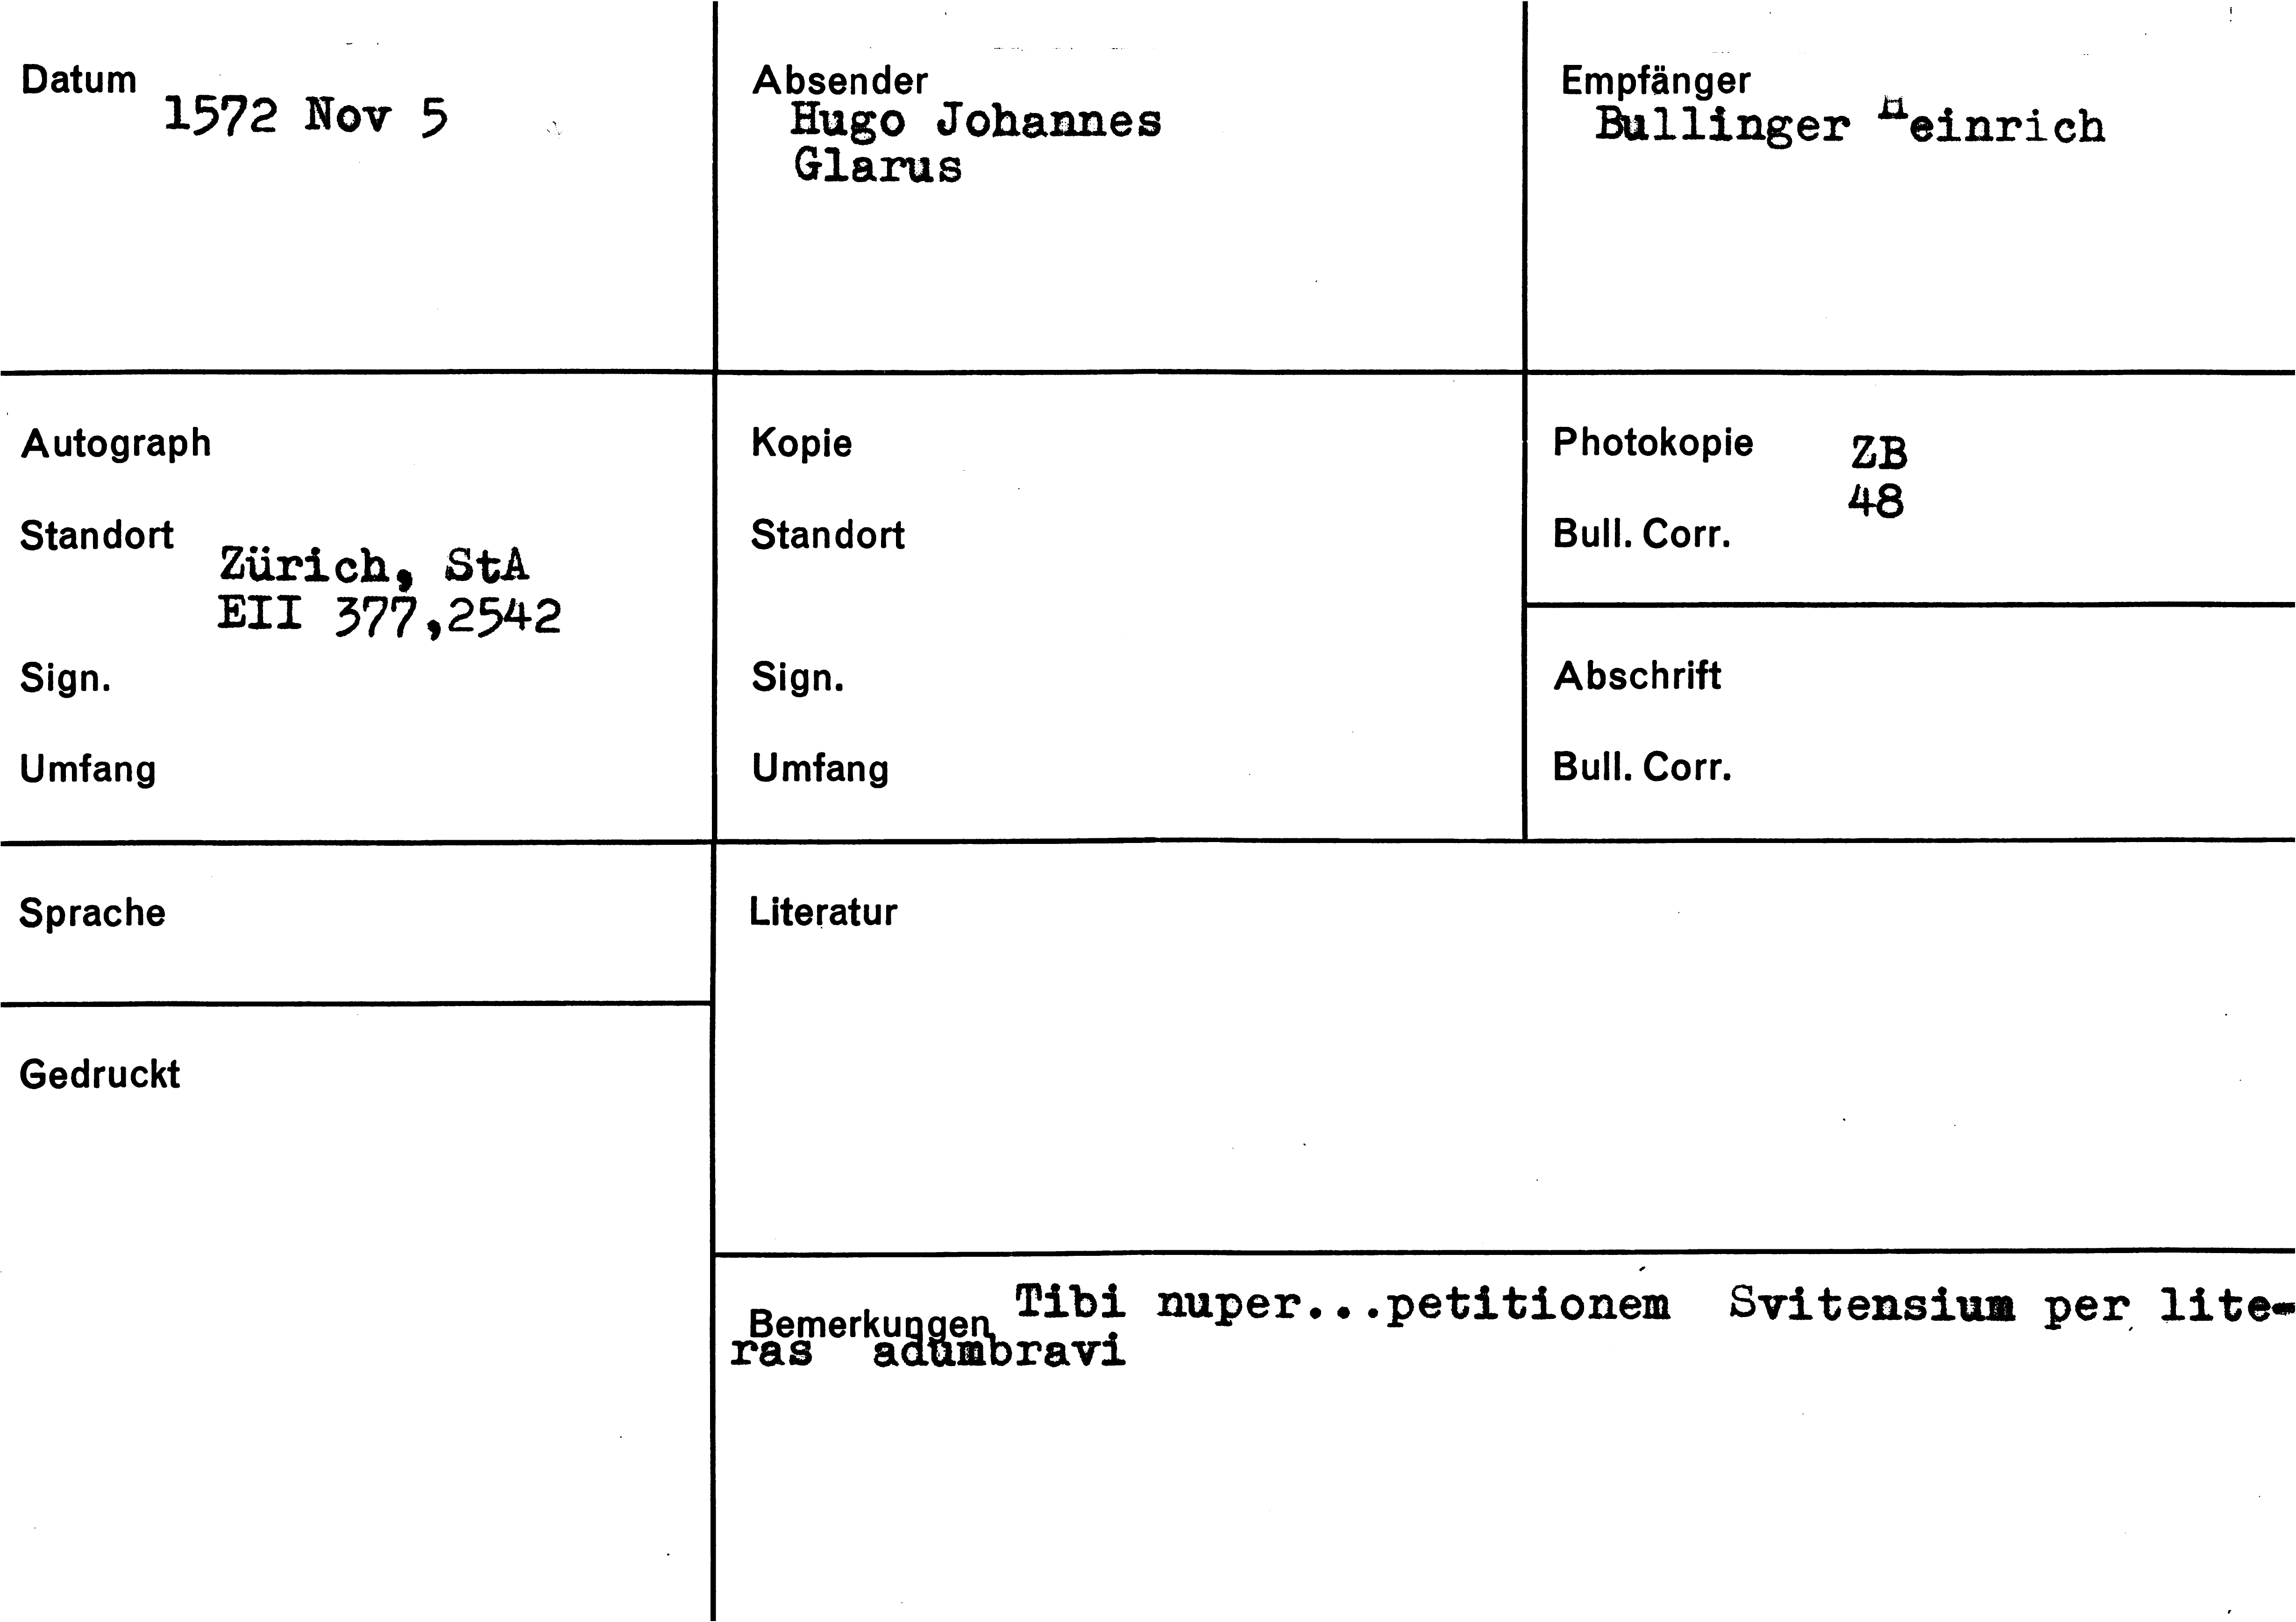 Datum
1572 Nov 5
Absender
Hugo Johannes
Glarus
Empfänger
Bullinger Heinrich
Autograph
Standort
Zürich, StA
EII 377,2542
Sign.
Umfang
Kopie
Standort
Sign.
Umfang
Photokopie ZB
48
Bull. Corr.
Abschrift
Bull. Corr.
Sprache
Gedruckt
Literatur
Bemerkungen Tibi nuper...petitionem Svitensium per lite-
ras adumbravi